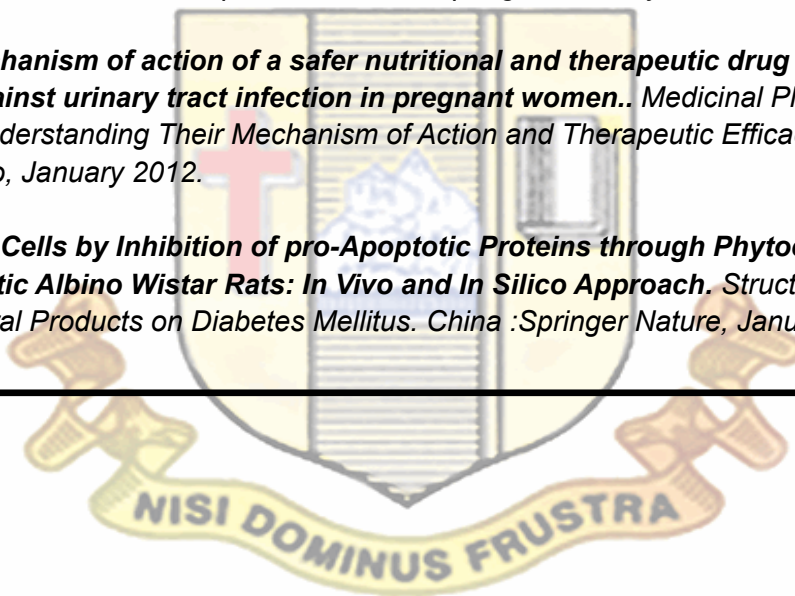 hanism of action of a safer nutritional and therapeutic drug
ainst urinary tract infection in pregnant women.. Medicinal Pl
derstanding Their Mechanism of Action and Therapeutic Effica
o, January 2012.
Cells by Inhibition of pro-Apoptotic Proteins through Phytoc
tic Albino Wistar Rats: In Vivo and In Silico Approach. Struct
ral Products on Diabetes Mellitus. China :Springer Nature, Janu
NISI DOMINUS FRUSTRA